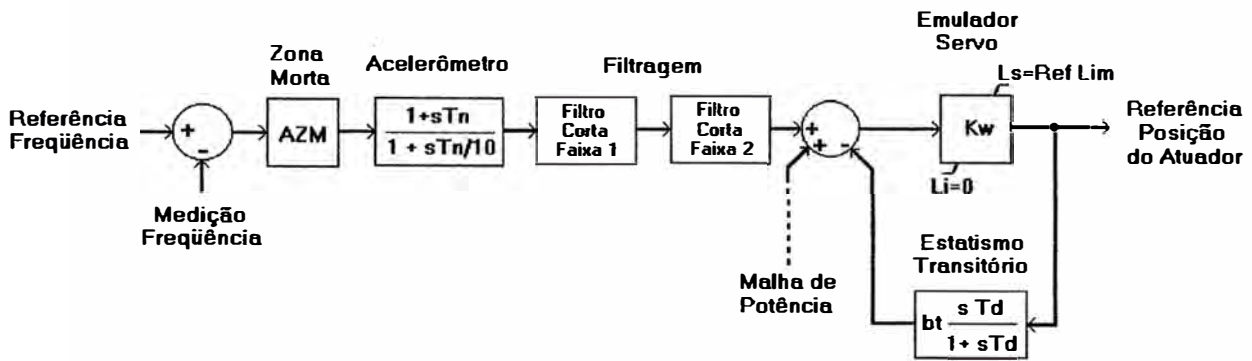 Referência
Freqüência
+
-
Medição
Freqüência
Zona
Morta
AZM
Acelerômetro
1+sTn
1 + sTn/10
Filtragem
Filtro
Corta
Faixa 1
Filtro
Corta
Faixa 2
+
+ -
Malha de
Potência
Emulador
Servo
Ls=Ref Lim
Kw
Li=0
Referência
Posição
do Atuador
Estatismo
Transitório
bt
s Td
1+ sTd